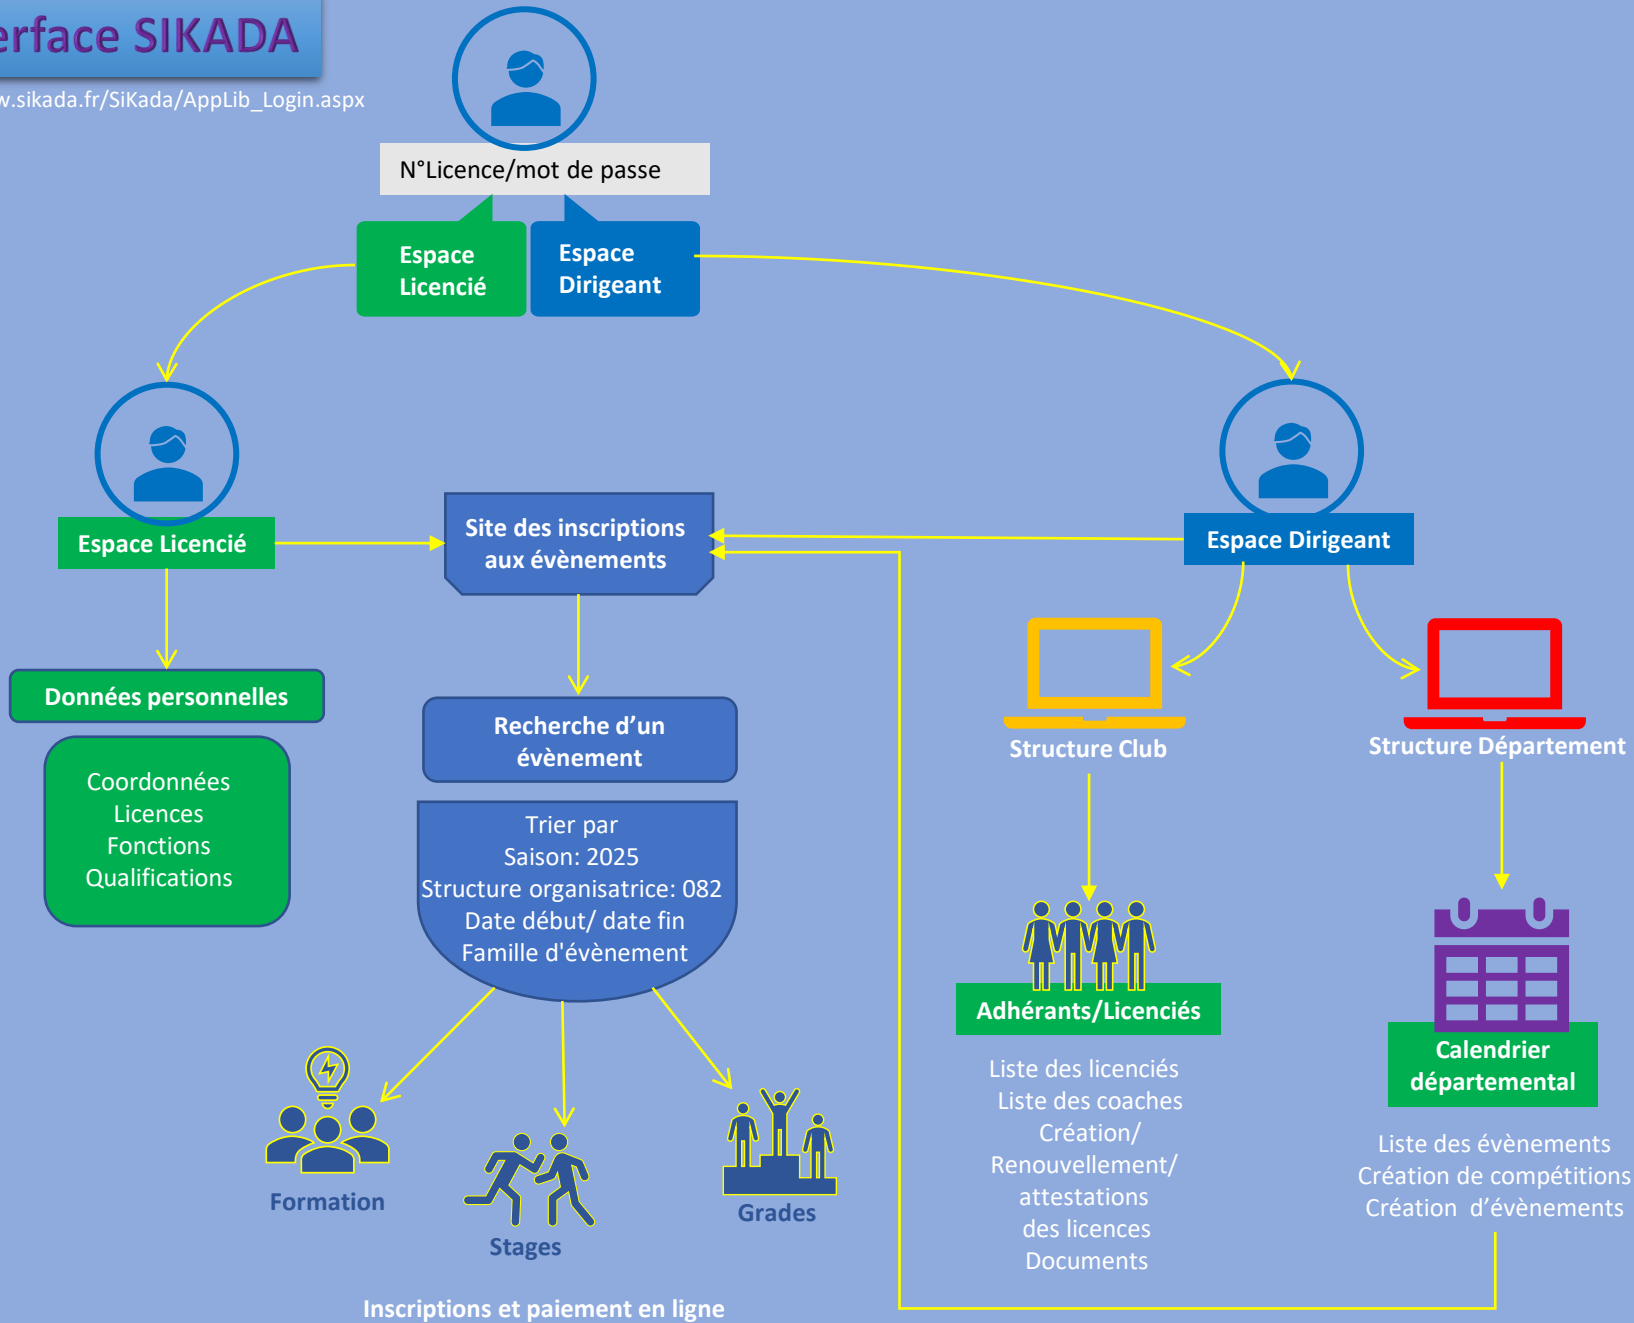 erface SIKADA
w.sikada.fr/SiKada/AppLib_Login.aspx
N°Licence/mot de passe
Espace
Licencié
Espace
Dirigeant
Espace Licencié
Site des inscriptions
aux évènements
Espace Dirigeant
Données personnelles
Coordonnées
Licences
Fonctions
Qualifications
Recherche d’un
évènement
Trier par
Saison: 2025
Structure organisatrice: 082
Date début/ date fin
Famille d'évènement
Formation
Stages
Grades
Inscriptions et paiement en ligne
Structure Club
Adhérants/Licenciés
Liste des licenciés
Liste des coaches
Création/
Renouvellement/
attestations
des licences
Documents
Structure Département
Calendrier
départemental
Liste des évènements
Création de compétitions
Création  d’évènements